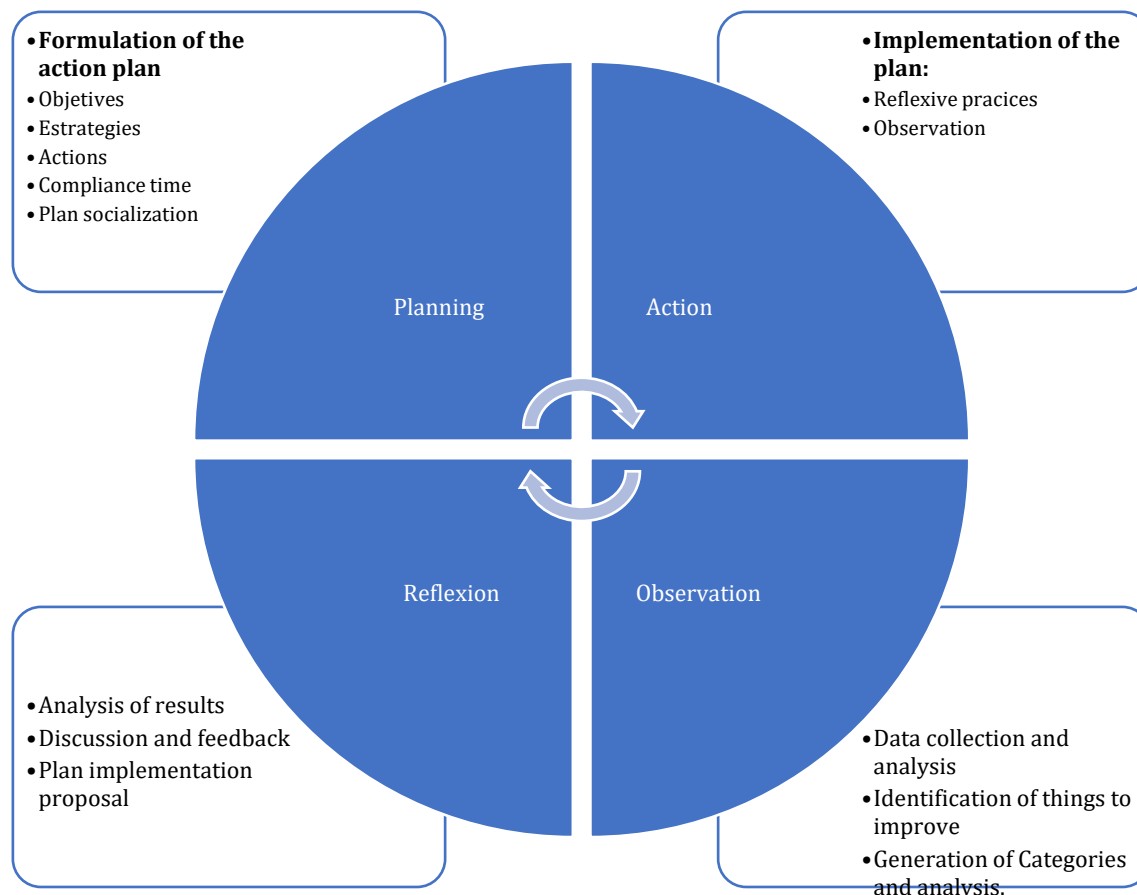 •Formulation of the
action plan
•Objetives
•Estrategies
•Actions
•Compliance time
•Plan socialization
•Implementation of the
plan:
•Reflexive pracices
•Observation
Planning
Action
Reflexion
Observation
•Analysis of results
•Discussion and feedback
•Plan implementation
proposal
•Data collection and
analysis
•Identification of things to
improve
•Generation of Categories
and analysis.